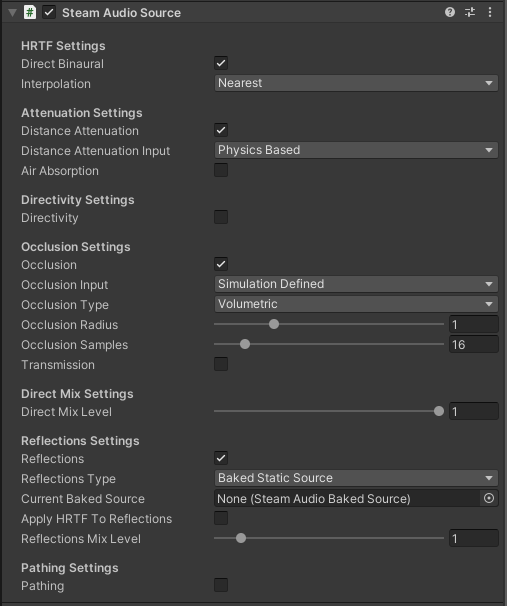 Steam Audio Source
HRTF Settings
Direct Binaural
Interpolation Nearest
Attenuation Settings
Distance Attenuation
Distance Attenuation Input Physics Based
Air Absorption
Directivity Settings
Directivity
Occlusion Settings
Occlusion
Occlusion Input Simulation Defined
Occlusion Type Volumetric
Occlusion Radius 1
Occlusion Samples 16
Transmission
Direct Mix Settings
Direct Mix Level 1
Reflections Settings
Reflections
Reflections Type Baked Static Source
Current Baked Source None (Steam Audio Baked Source)
Apply HRTF To Reflections
Reflections Mix Level 1
Pathing Settings
Pathing